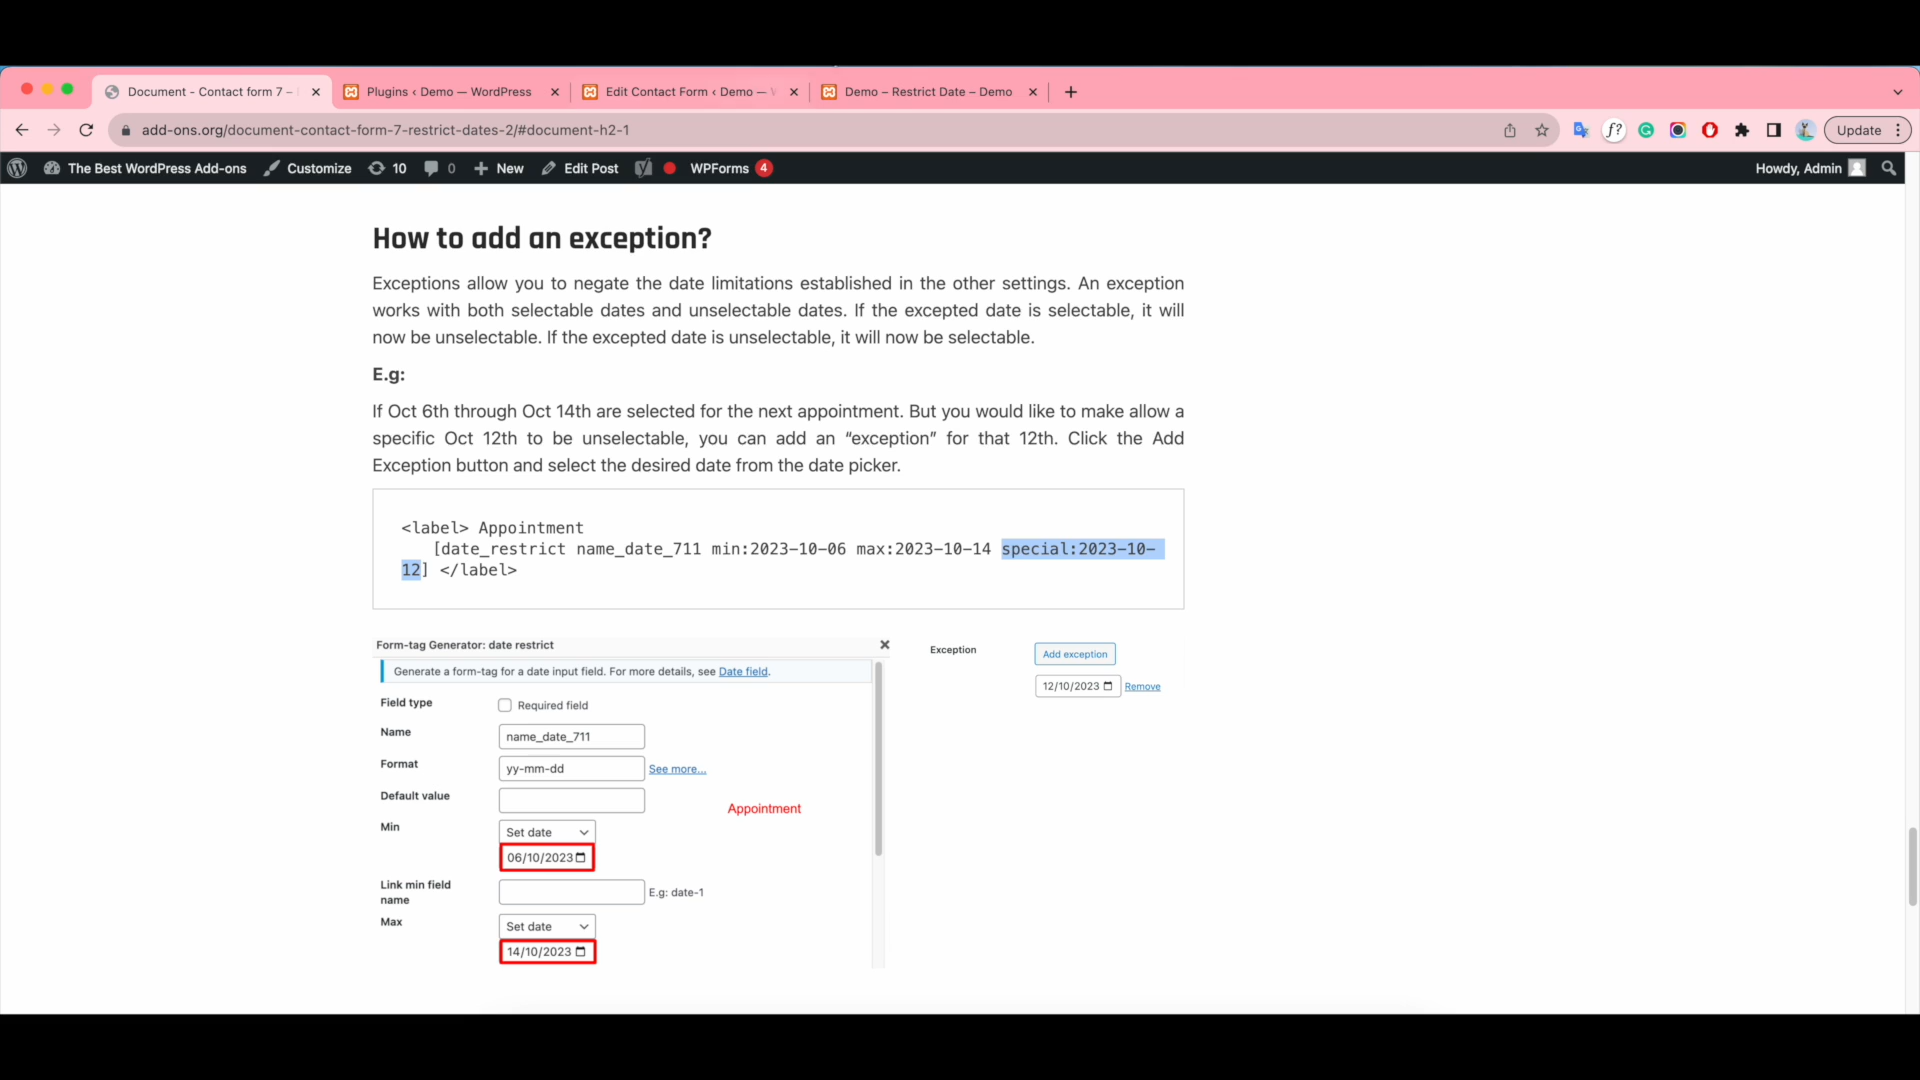 Document - Contact form 7 –
Plugins ‹ Demo — WordPress
Edit Contact Form ‹ Demo —
Demo – Restrict Date – Demo
add-ons.org/document-contact-form-7-restrict-dates-2/#document-h2-1
Update
The Best WordPress Add-ons
Customize
10
0
New
Edit Post
WPForms 4
Howdy, Admin
How to add an exception?
Exceptions allow you to negate the date limitations established in the other settings. An exception
works with both selectable dates and unselectable dates. If the excepted date is selectable, it will
now be unselectable. If the excepted date is unselectable, it will now be selectable.
E.g:
If Oct 6th through Oct 14th are selected for the next appointment. But you would like to make allow a
specific Oct 12th to be unselectable, you can add an “exception” for that 12th. Click the Add
Exception button and select the desired date from the date picker.
<label> Appointment
[date_restrict name_date_711 min:2023-10-06 max:2023-10-14 special:2023-10-
12] </label>
Form-tag Generator: date restrict
Generate a form-tag for a date input field. For more details, see Date field.
Field type
Required field
Name
name_date_711
Format
yy-mm-dd
See more...
Default value
Appointment
Min
Set date
06/10/2023
Link min field
name
E.g: date-1
Max
Set date
14/10/2023
Exception
Add exception
12/10/2023
Remove